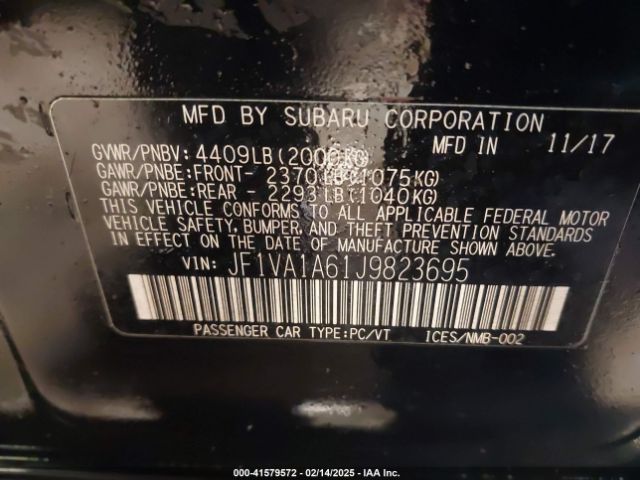 MFD BY SUBARU CORPORATION
GVWR/PNBV: 4409LB(2000KG) MFD IN 11/17
GAWR/PNBE:FRONT- 2370LB(1075KG)
GAWR/PNBE:REAR - 2293LB(1040KG)
THIS VEHICLE CONFORMS TO ALL APPLICABLE FEDERAL MOTOR
VEHICLE SAFETY, BUMPER, AND THEFT PREVENTION STANDARDS
IN EFFECT ON THE DATE OF MANUFACTURE SHOWN ABOVE.
VIN: JF1VA1A61J9823695
PASSENGER CAR TYPE:PC/VT ICES/NMB-002
000-41579572 — 02/14/2025 — IAA Inc.